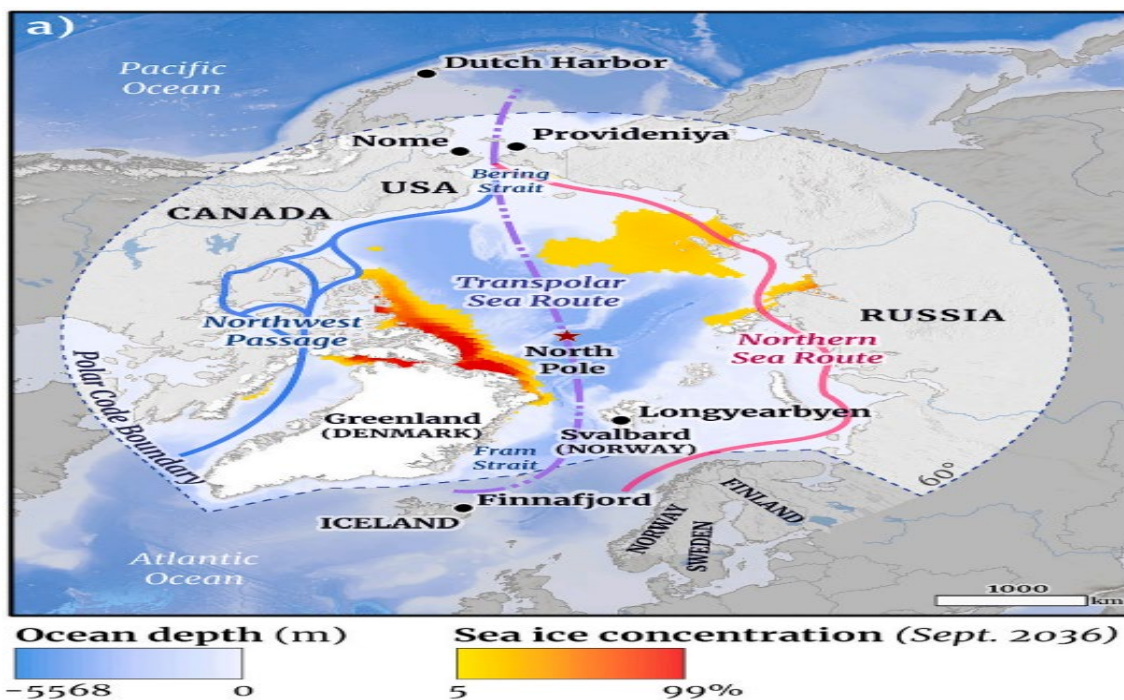 a)
Pacific
Ocean
Dutch Harbor
Nome
Provideniya
Bering
Strait
USA
CANADA
Transpolar
Sea Route
Northwest
Passage
RUSSIA
Northern
Sea Route
North
Pole
Polar Code Boundary
Greenland
(DENMARK)
Longyearbyen
Svalbard
(NORWAY)
Fram
Strait
60°
Finnafjord
ICELAND
NORWAY
SWEDEN
FINLAND
Atlantic
Ocean
1000
km
Ocean depth (m)
-5568 0
Sea ice concentration (Sept. 2036)
5 99%